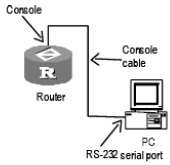 Console
R
Router
Console
cable
PC
RS-232 serial port